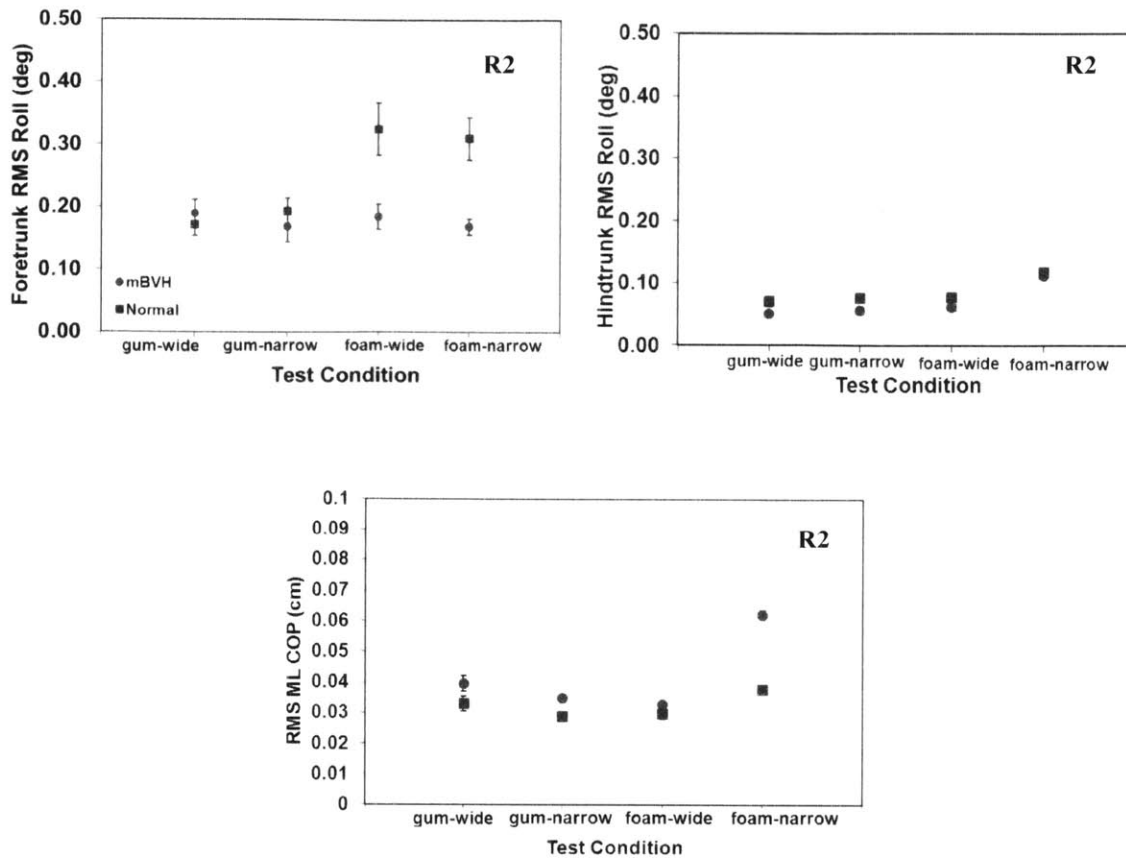 R2
Foretrunk RMS Roll (deg)
0.50
0.40
0.30
0.20
0.10
0.00
mBVH
Normal
gum-wide gum-narrow foam-wide foam-narrow
Test Condition
R2
Hindtrunk RMS Roll (deg)
0.50
0.40
0.30
0.20
0.10
0.00
gum-wide gum-narrow foam-wide foam-narrow
Test Condition
R2
RMS ML COP (cm)
0.1
0.09
0.08
0.07
0.06
0.05
0.04
0.03
0.02
0.01
0
gum-wide gum-narrow foam-wide foam-narrow
Test Condition